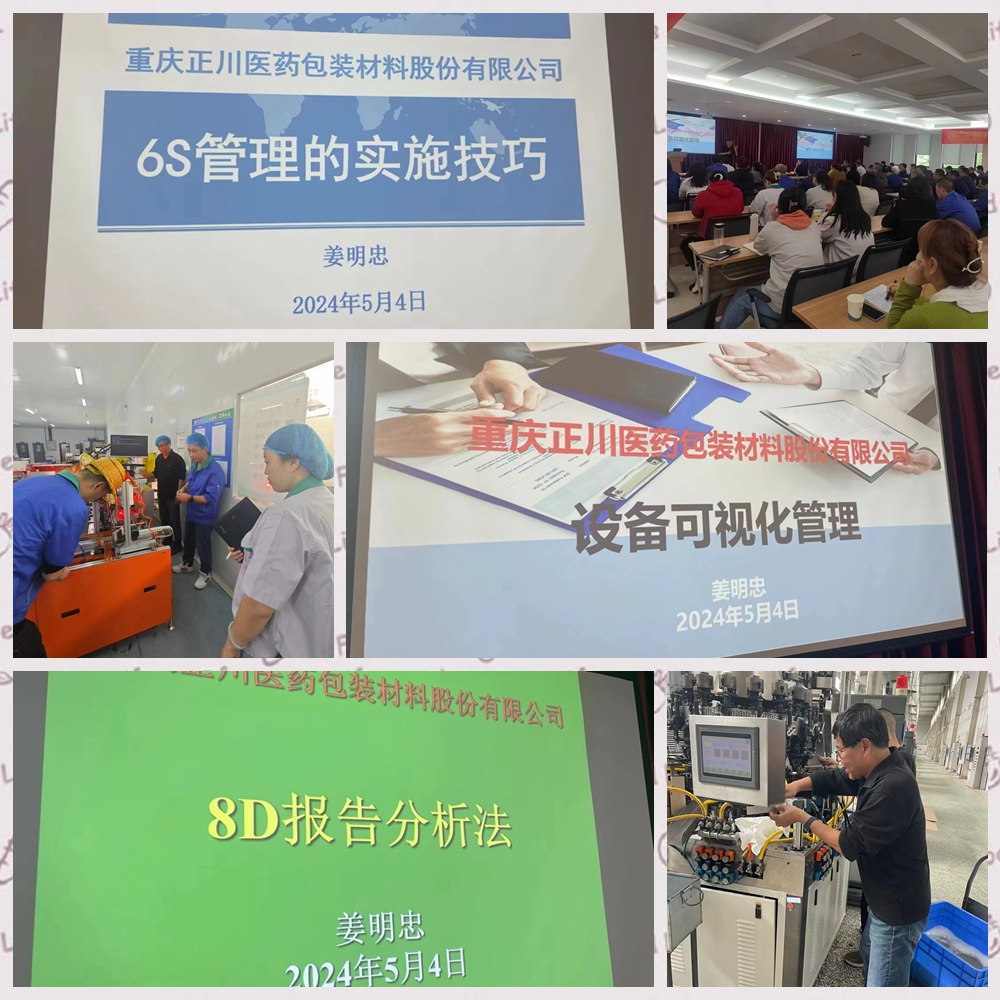 重庆正川医药包装材料股份有限公司
6S管理的实施技巧
姜明忠
2024年5月4日
重庆正川医药包装材料股份有限公司
设备可视化管理
姜明忠
2024年5月4日
正川医药包装材料股份有限公司
8D报告分析法
姜明忠
2024年5月4日